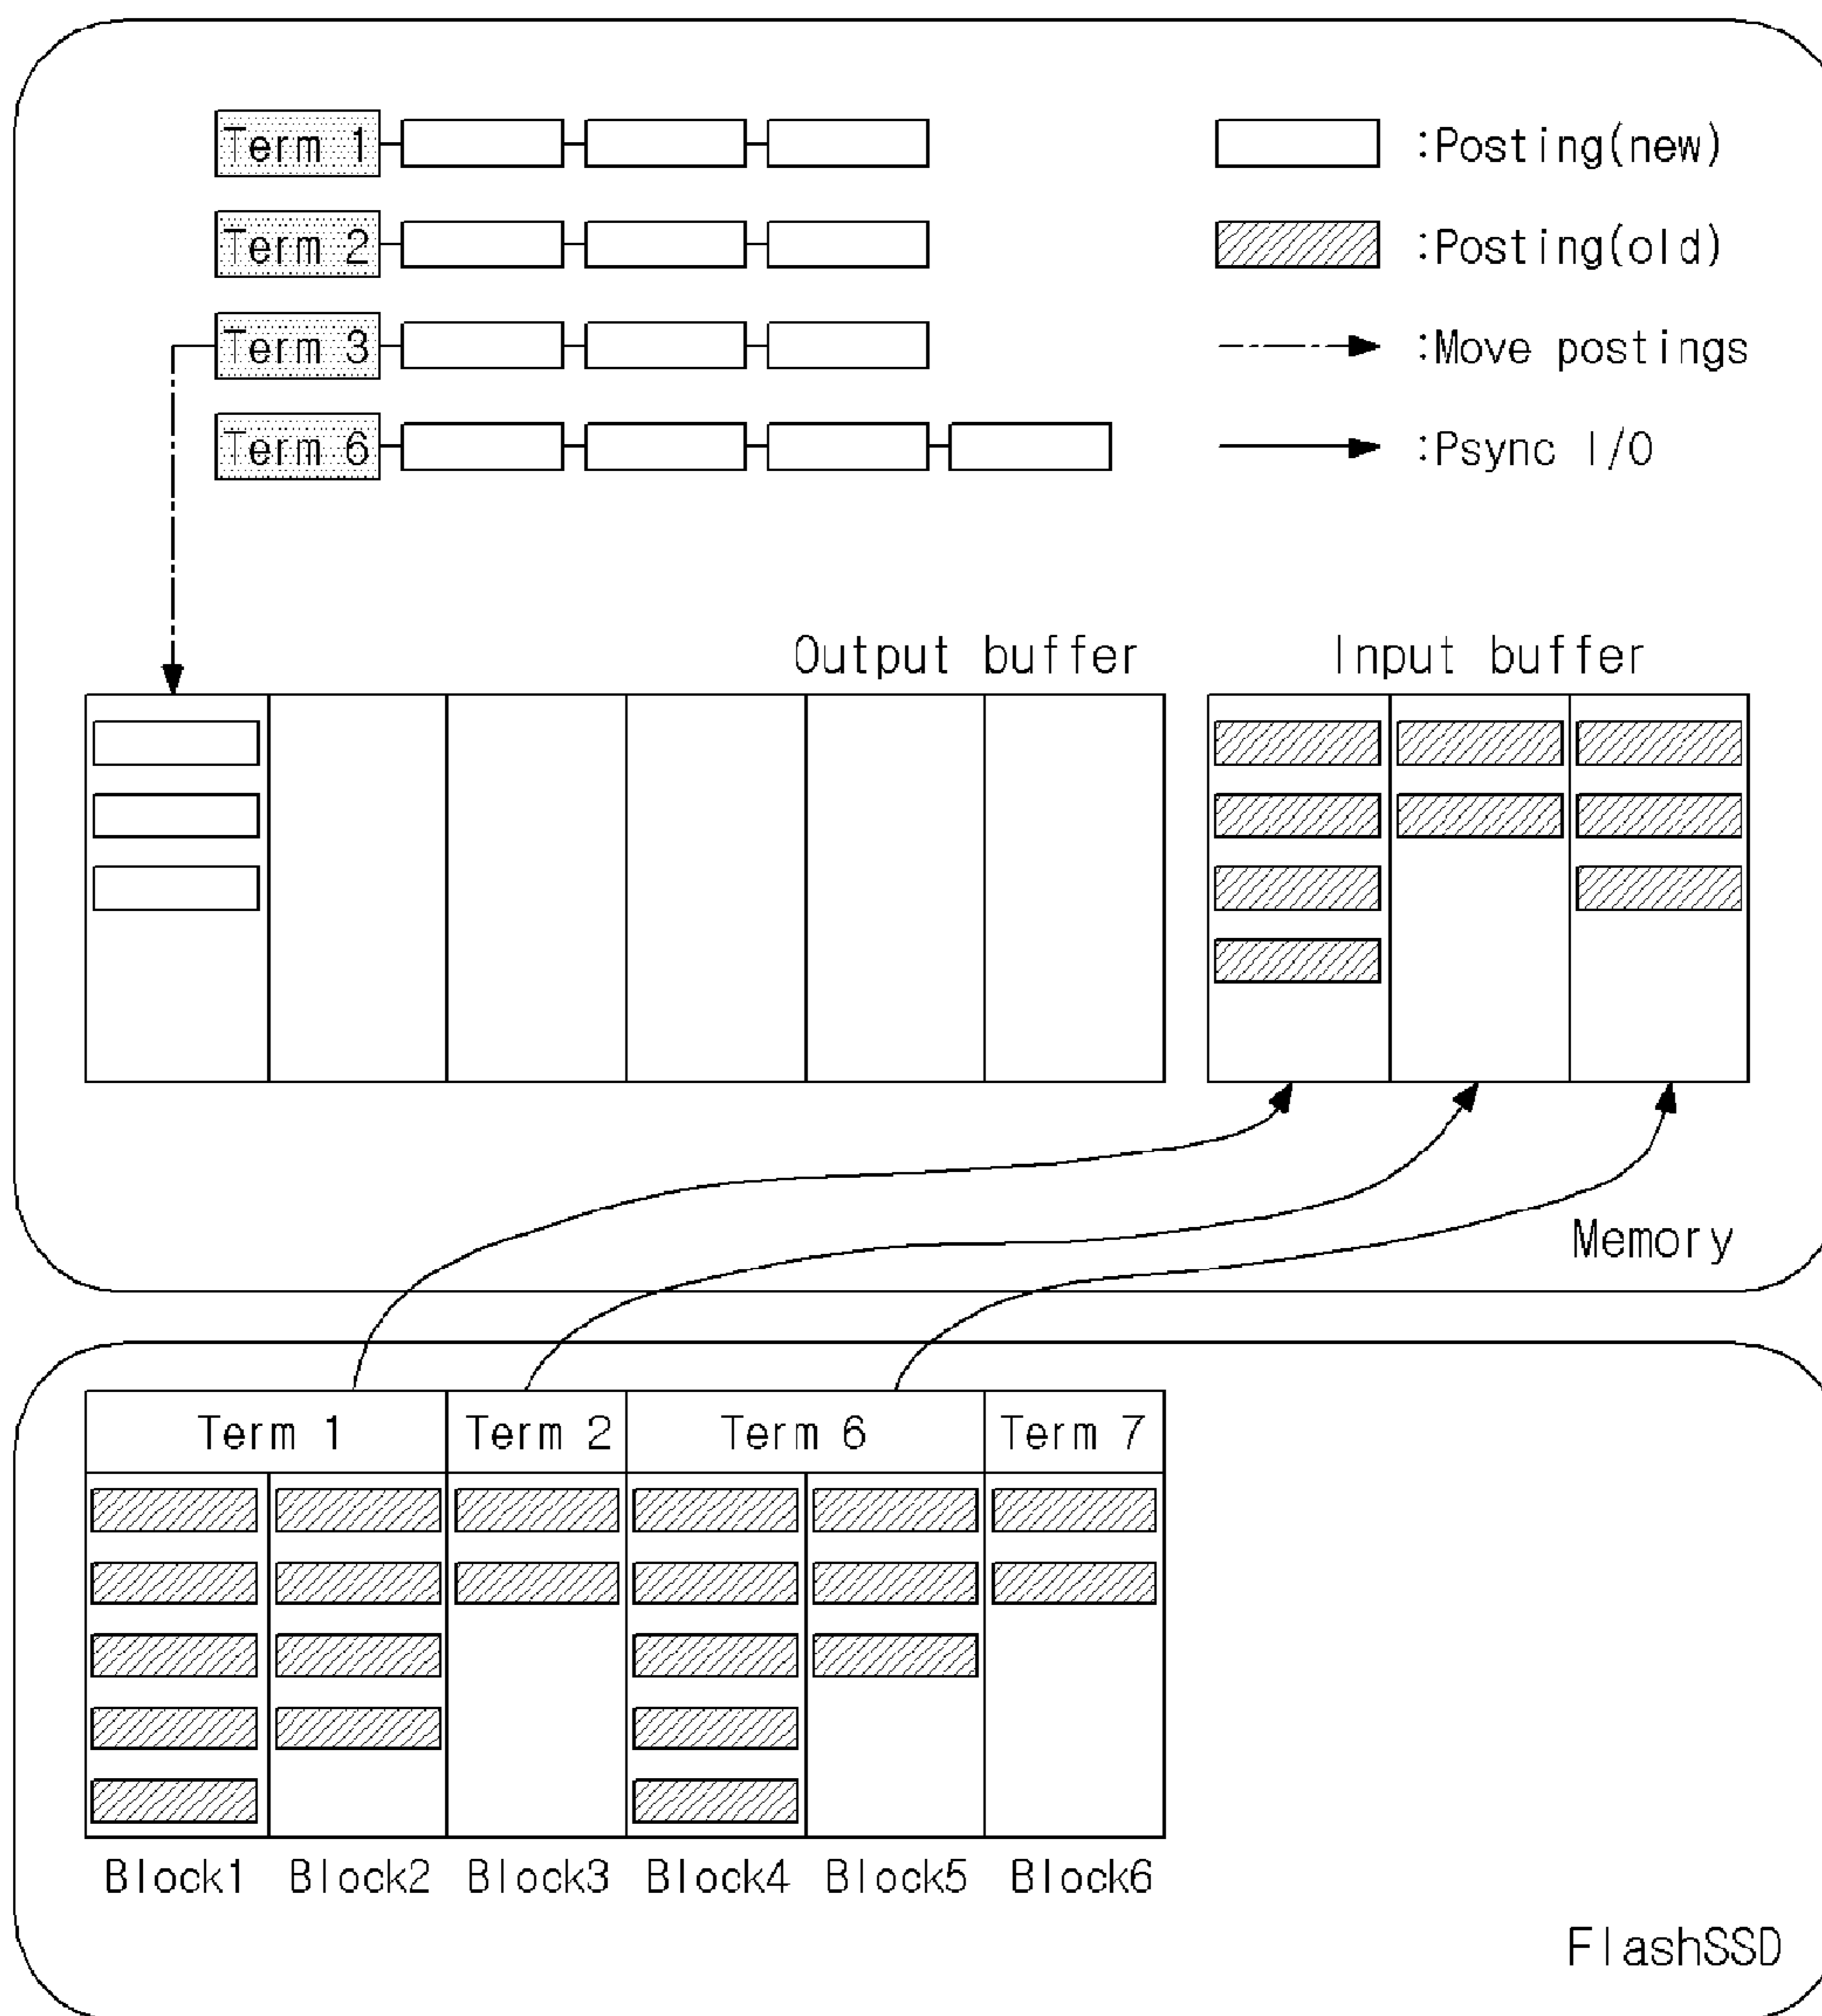 Term 1 :Posting(new)
Term 2 :Posting(old)
Term 3 :Move postings
Term 6 :Psync I/O
Output buffer Input buffer
Memory
Term 1 Term 2 Term 6 Term 7
Block1 Block2 Block3 Block4 Block5 Block6
FlashSSD